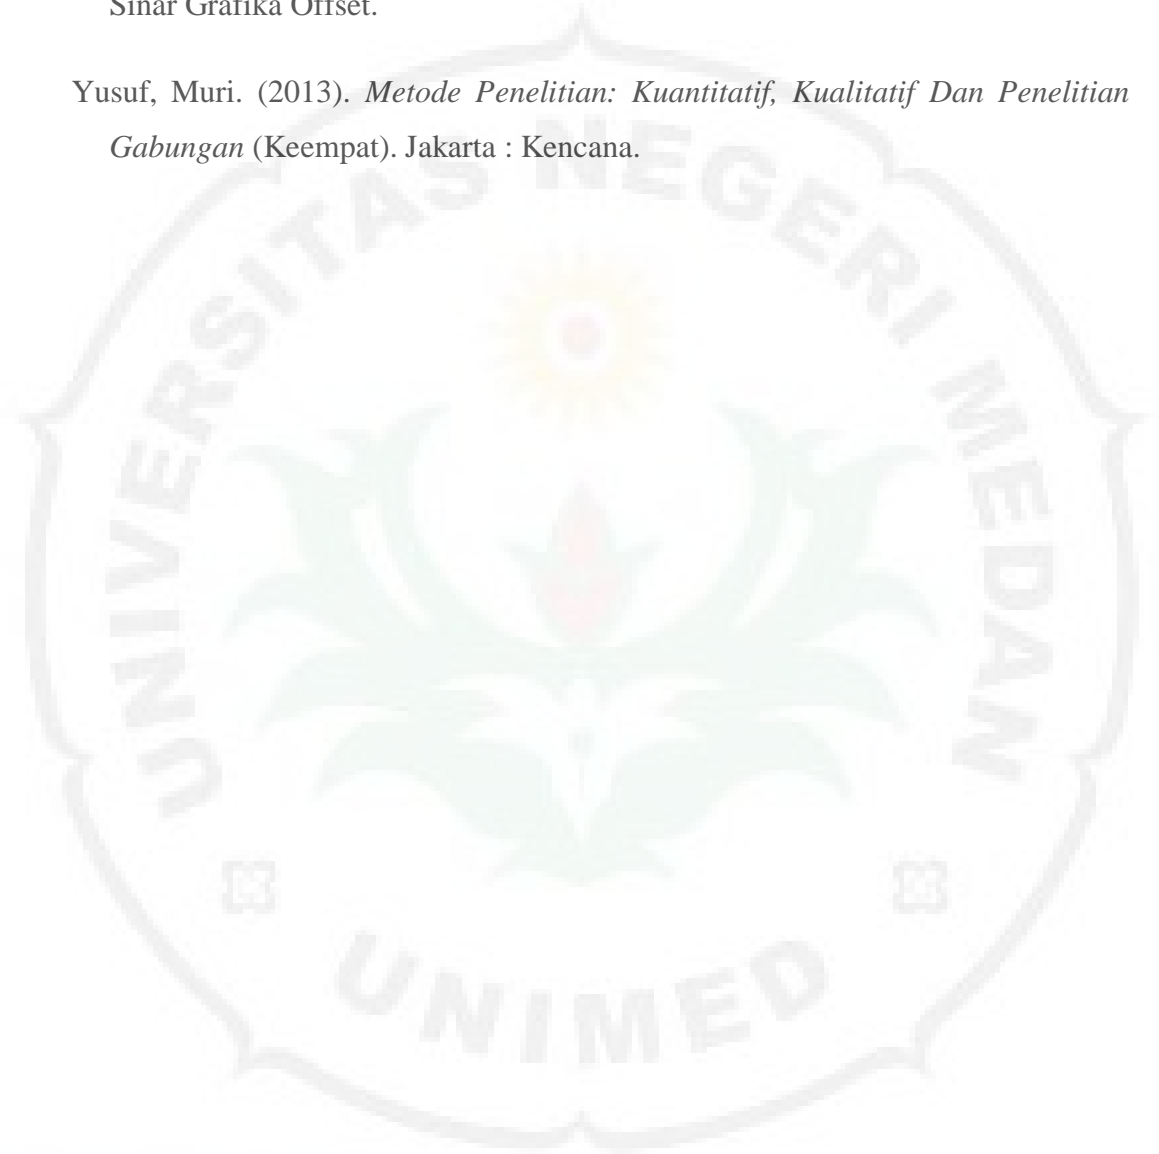 Sinar Grafika Offset.
Yusuf, Muri. (2013). Metode Penelitian: Kuantitatif, Kualitatif Dan Penelitian
Gabungan (Keempat). Jakarta : Kencana.
UNIVERSITAS NEGERI MEDAN
UNIMED